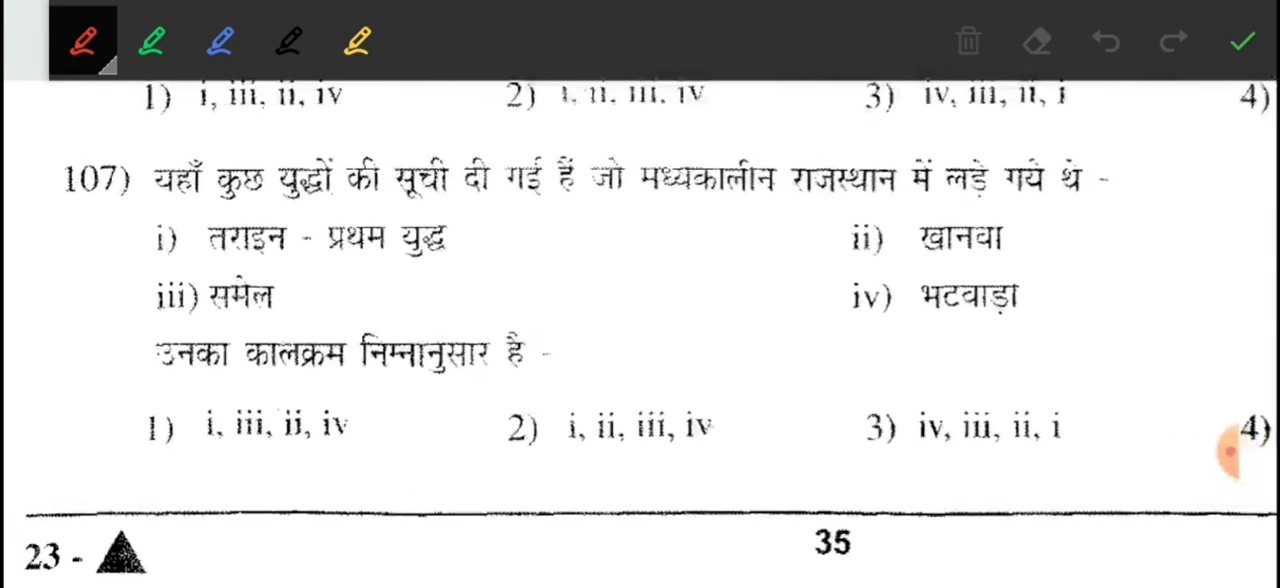 1) i, iii, ii, iv 2) i, ii, iii, iv 3) iv, iii, ii, i 4)
107) यहाँ कुछ युद्धों की सूची दी गई हैं जो मध्यकालीन राजस्थान में लड़े गये थे -
i) तराइन - प्रथम युद्ध ii) खानवा
iii) समेल iv) भटवाड़ा
उनका कालक्रम निम्नानुसार है -
1) i, iii, ii, iv 2) i, ii, iii, iv 3) iv, iii, ii, i 4)
23 - 35